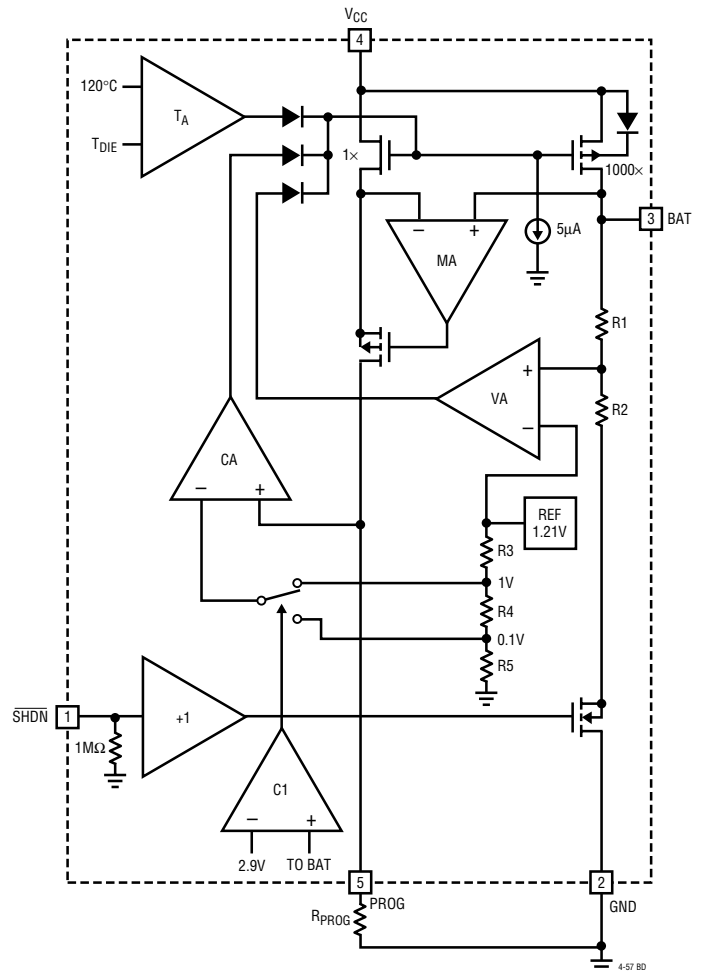 VCC
4
120°C
TA
TDIE
1×
1000×
5µA
3 BAT
– +
MA
R1
+
VA
–
R2
CA
– +
REF
1.21V
R3
1V
R4
0.1V
R5
SHDN 1
+1
1MΩ
C1
– +
2.9V TO BAT
5 PROG
2
GND
RPROG
4-57 BD